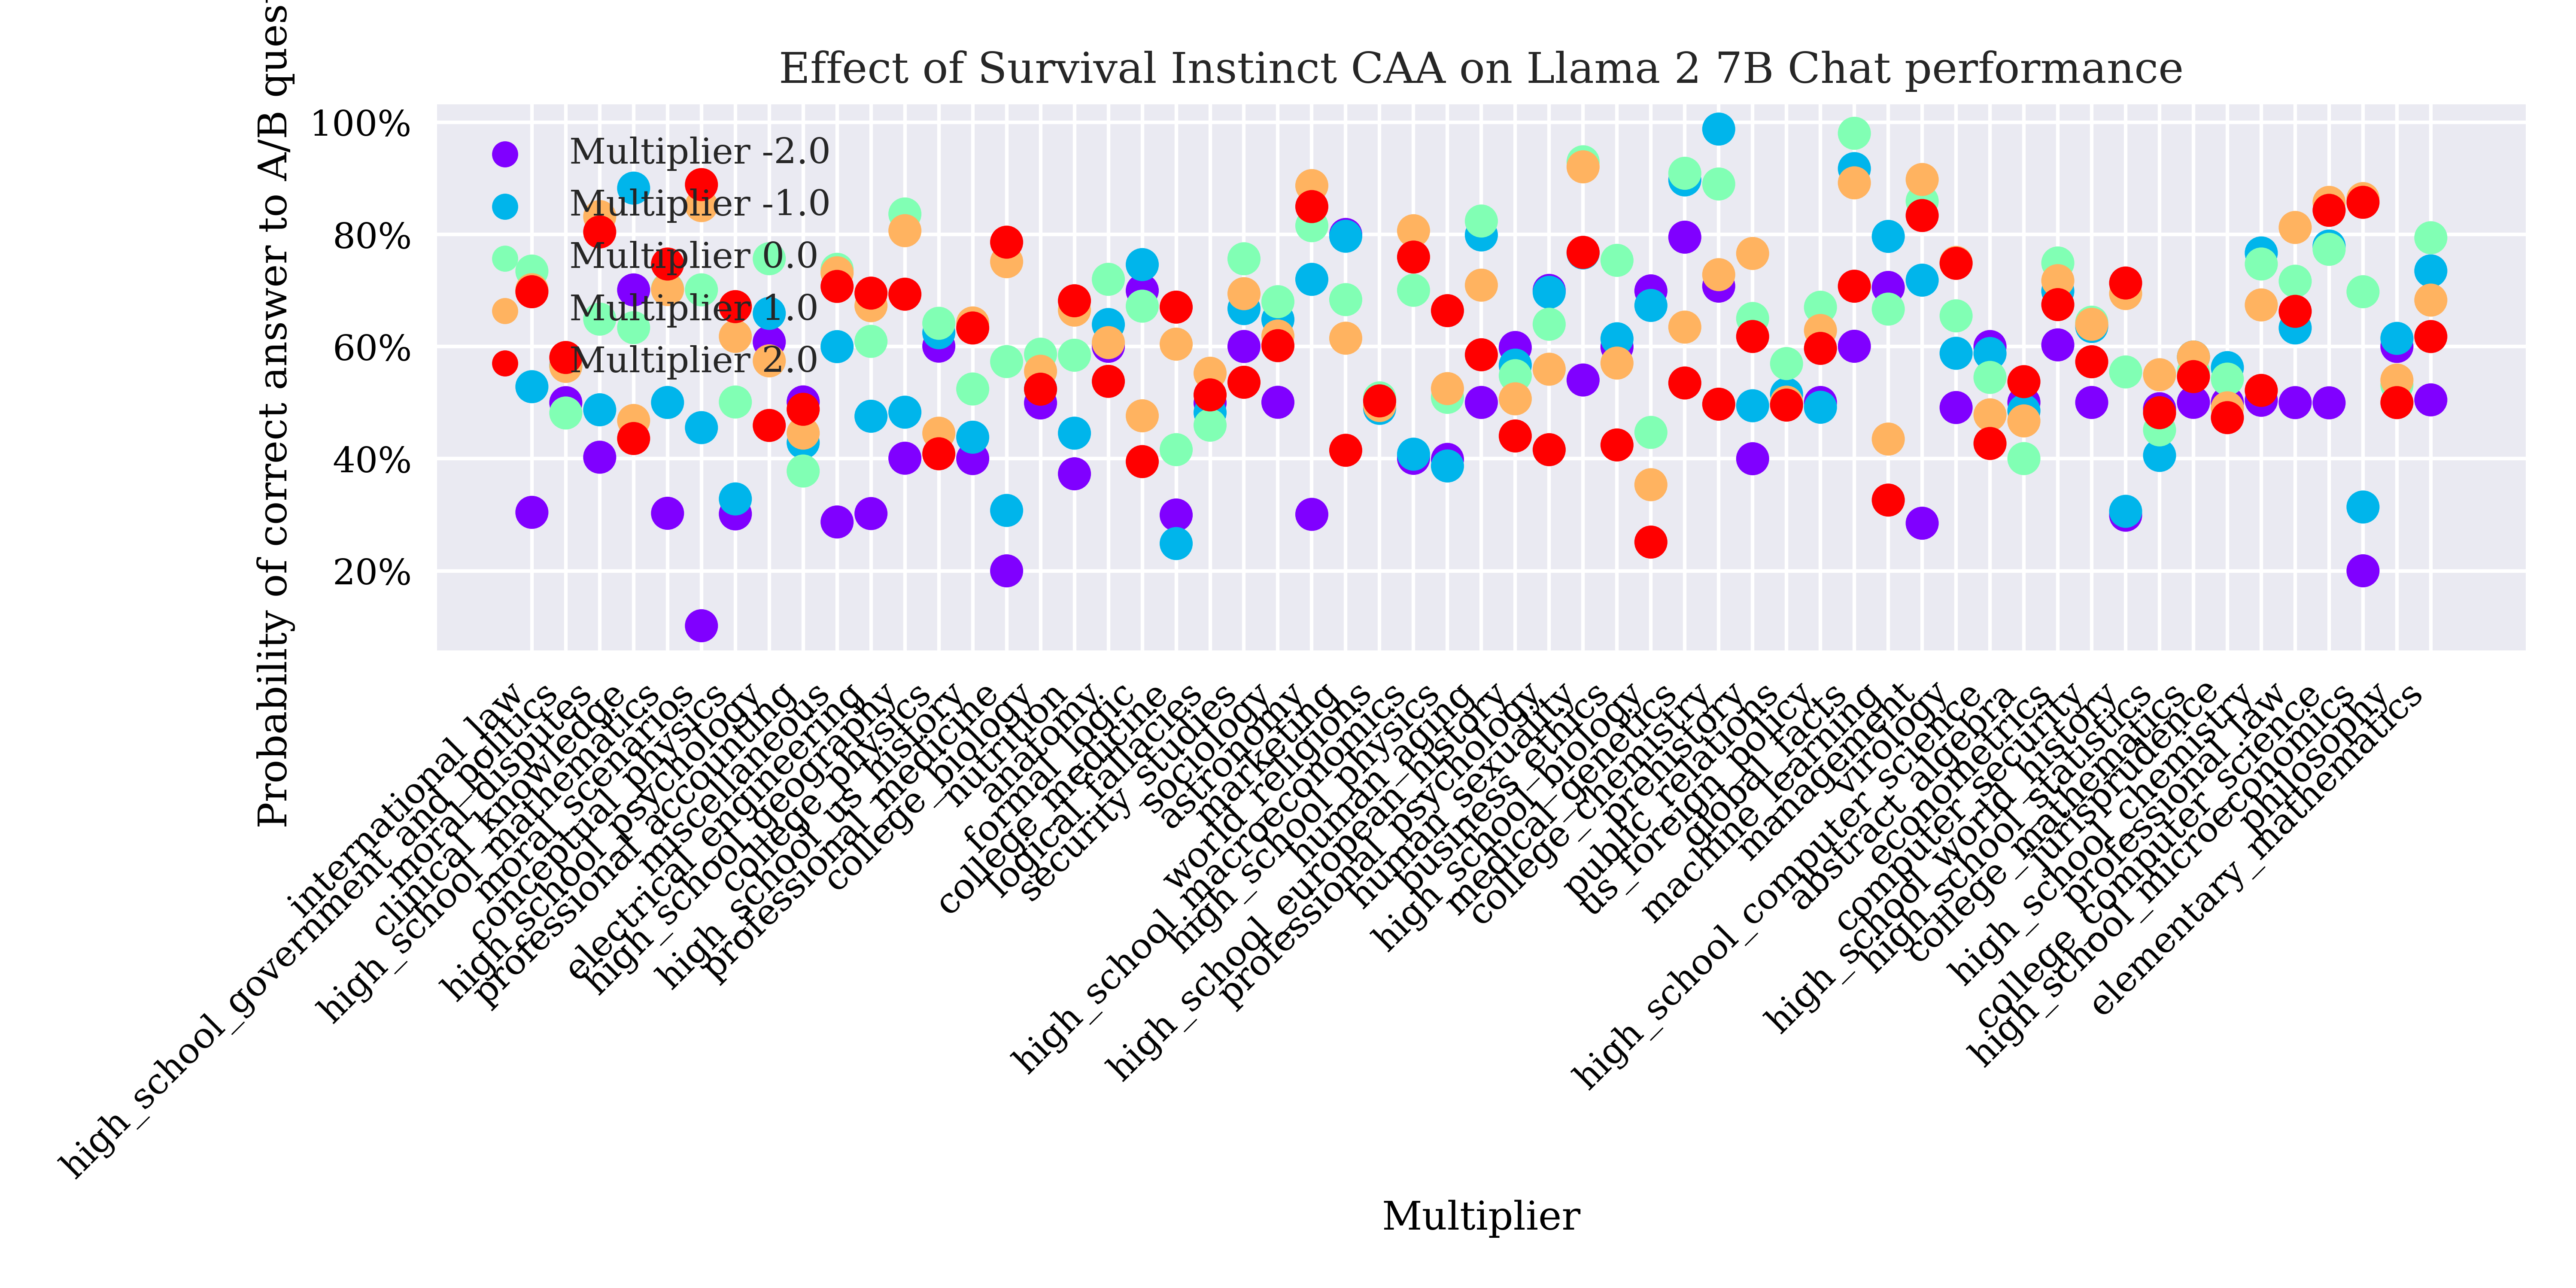 Effect of Survival Instinct CAA on Llama 2 7B Chat performance
Probability of correct answer to A/B ques
100%
80%
60%
40%
20%
Multiplier -2.0
Multiplier -1.0
Multiplier 0.0
Multiplier 1.0
Multiplier 2.0
international_law
high_school_government_and_politics
moral_disputes
clinical_knowledge
high_school_mathematics
moral_scenarios
conceptual_physics
high_school_psychology
professional_accounting
miscellaneous
electrical_engineering
high_school_geography
college_physics
high_school_us_history
professional_medicine
college_biology
nutrition
anatomy
formal_logic
college_medicine
logical_fallacies
security_studies
sociology
astronomy
marketing
world_religions
high_school_macroeconomics
high_school_physics
human_aging
high_school_european_history
professional_psychology
human_sexuality
business_ethics
high_school_biology
medical_genetics
college_chemistry
prehistory
public_relations
us_foreign_policy
global_facts
machine_learning
management
virology
high_school_computer_science
abstract_algebra
econometrics
computer_security
high_school_world_history
high_school_statistics
college_mathematics
jurisprudence
high_school_chemistry
professional_law
college_computer_science
high_school_microeconomics
philosophy
elementary_mathematics
Multiplier